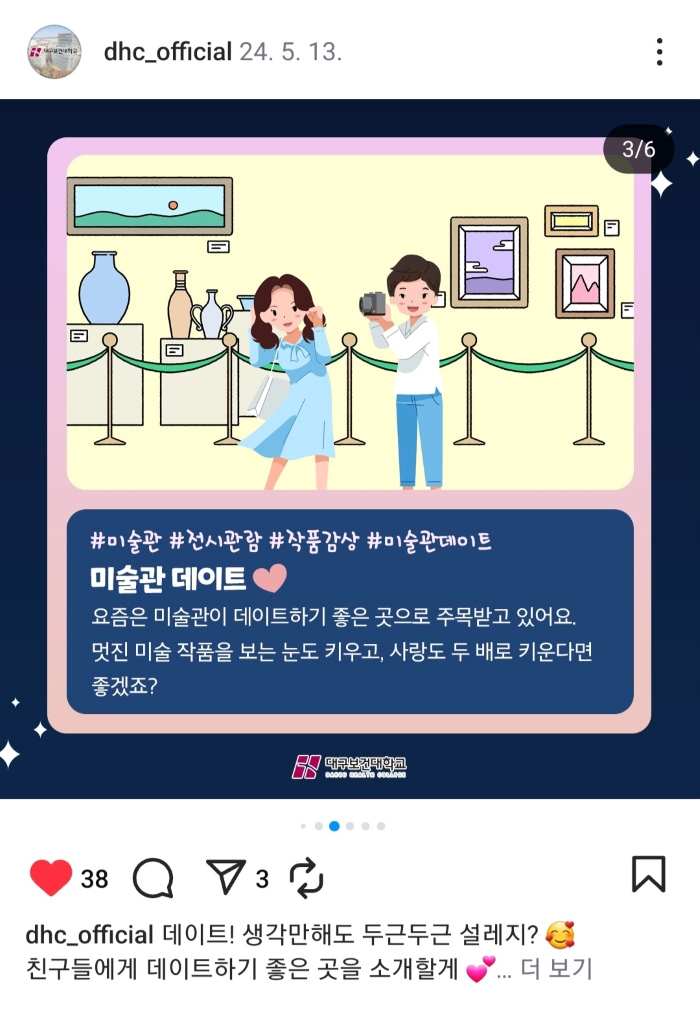 dhc_official 24. 5. 13.
3/6
#미술관 #전시관람 #작품감상 #미술관데이트
미술관 데이트
요즘은 미술관이 데이트하기 좋은 곳으로 주목받고 있어요.
멋진 미술 작품을 보는 눈도 키우고, 사랑도 두 배로 키운다면
좋겠죠?
대구보건대학교
DAEGU HEALTH COLLEGE
38
3
dhc_official 데이트! 생각만해도 두근두근 설레지? 🥰
친구들에게 데이트하기 좋은 곳을 소개할게 💕... 더 보기